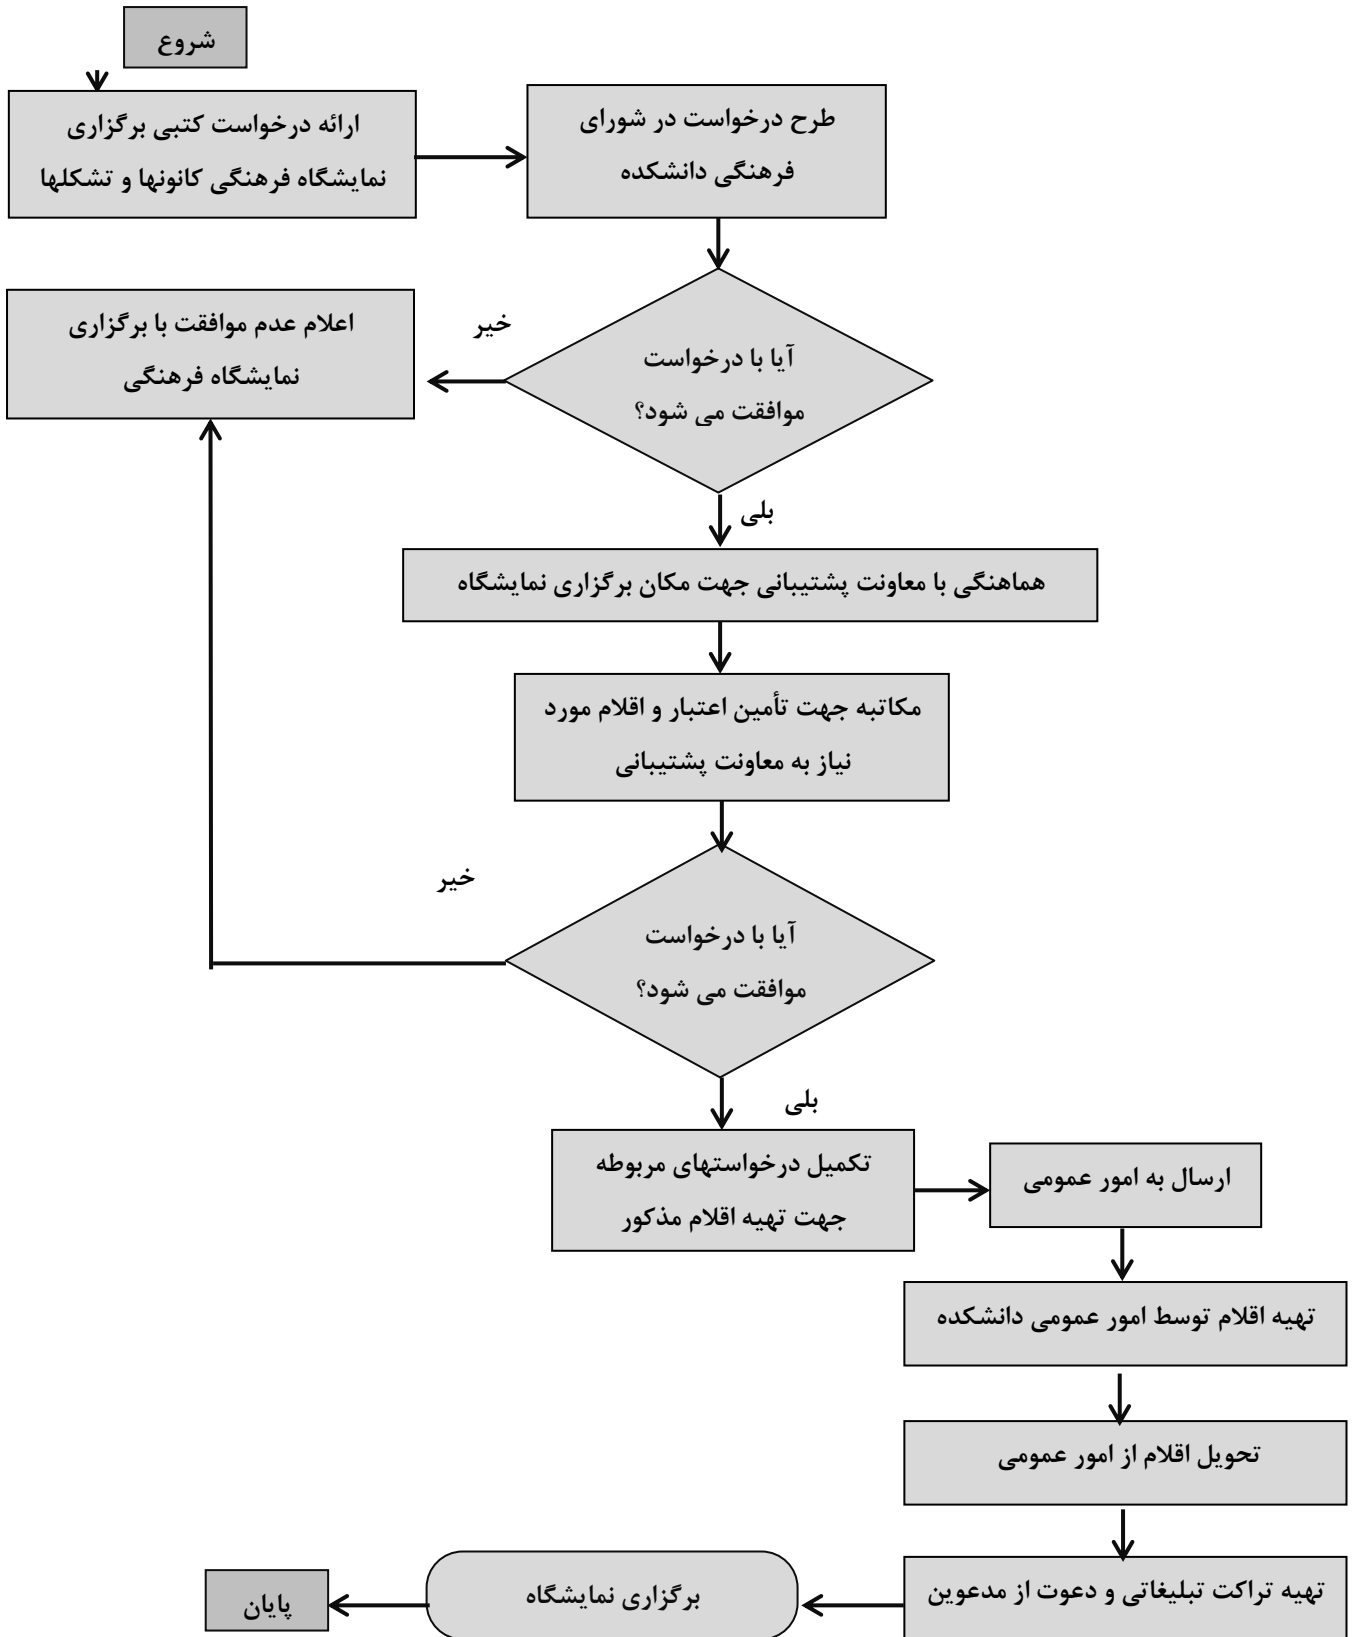 شروع
ارائه درخواست کتبی برگزاری
نمایشگاه فرهنگی کانونها و تشکلها
طرح درخواست در شورای
فرهنگی دانشکده
آیا با درخواست
موافقت می شود؟
خیر
اعلام عدم موافقت با برگزاری
نمایشگاه فرهنگی
بلی
هماهنگی با معاونت پشتیبانی جهت مکان برگزاری نمایشگاه
مکاتبه جهت تأمین اعتبار و اقلام مورد
نیاز به معاونت پشتیبانی
خیر
آیا با درخواست
موافقت می شود؟
بلی
تکمیل درخواستهای مربوطه
جهت تهیه اقلام مذکور
ارسال به امور عمومی
تهیه اقلام توسط امور عمومی دانشکده
تحویل اقلام از امور عمومی
تهیه تراکت تبلیغاتی و دعوت از مدعوین
برگزاری نمایشگاه
پایان